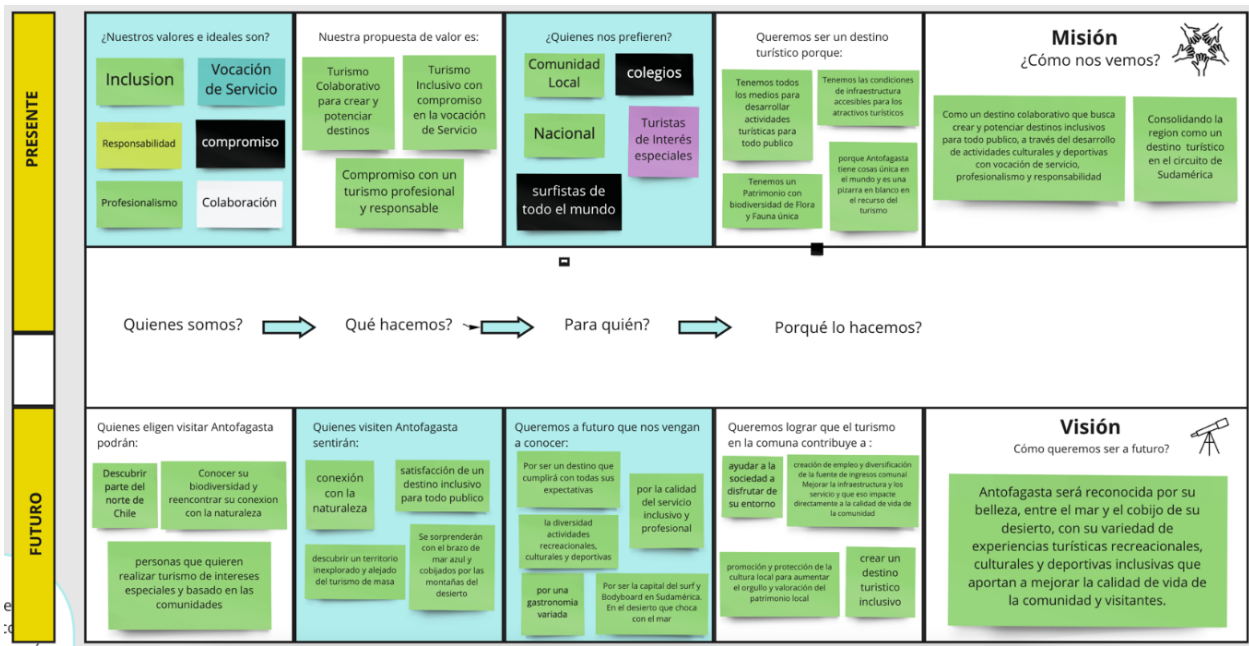 PRESENTE
¿Nuestros valores e ideales son?
Inclusion
Vocación
de Servicio
Responsabilidad
compromiso
Profesionalismo
Colaboración
Nuestra propuesta de valor es:
Turismo
Colaborativo
para crear y
potenciar
destinos
Turismo
Inclusivo con
compromiso
en la vocación
de Servicio
Compromiso con un
turismo profesional
y responsable
¿Quienes nos prefieren?
Comunidad
Local
colegios
Nacional
Turistas
de Interés
especiales
surfistas de
todo el mundo
Queremos ser un destino
turístico porque:
Tenemos todos
los medios para
desarrollar
actividades
turísticas para
todo publico
Tenemos las condiciones
de infraestructura
accesibles para los
atractivos turísticos
Tenemos un
Patrimonio con
biodiversidad de Flora
y Fauna única
porque Antofagasta
tiene cosas única en
el mundo y es una
pizarra en blanco en
el recurso del
turismo
Misión
¿Cómo nos vemos?
Como un destino colaborativo que busca
crear y potenciar destinos inclusivos
para todo publico, a través del desarrollo
de actividades culturales y deportivas
con vocación de servicio,
profesionalismo y responsabilidad
Consolidando la
region como un
destino turístico
en el circuito de
Sudamérica
Quienes somos?
Qué hacemos?
Para quién?
Porqué lo hacemos?
FUTURO
Quienes eligen visitar Antofagasta
podrán:
Descubrir
parte del
norte de
Chile
Conocer su
biodiversidad y
reencontrar su conexion
con la naturaleza
personas que quieren
realizar turismo de intereses
especiales y basado en las
comunidades
Quienes visiten Antofagasta
sentirán:
conexión
con la
naturaleza
satisfacción de un
destino inclusivo
para todo publico
descubrir un territorio
inexplorado y alejado
del turismo de masa
Se sorprenderán
con el brazo de
mar azul y
cobijados por las
montañas del
desierto
Queremos a futuro que nos vengan
a conocer:
Por ser un destino que
cumplirá con todas sus
expectativas
por la calidad
del servicio
inclusivo y
profesional
la diversidad
actividades
recreacionales,
culturales y deportivas
por una
gastronomia
variada
Por ser la capital del surf y
Bodyboard en Sudamérica.
En el desierto que choca
con el mar
Queremos lograr que el turismo
en la comuna contribuye a :
ayudar a la
sociedad a
disfrutar de
su entorno
creación de empleo y diversificación
de la fuente de ingresos comunal
Mejorar la infraestructura y los
servicio y que eso impacte
directamente a la calidad de vida de
la comunidad
promoción y protección de la
cultura local para aumentar
el orgullo y valoración del
patrimonio local
crear un
destino
turistico
inclusivo
Visión
Cómo queremos ser a futuro?
Antofagasta será reconocida por su
belleza, entre el mar y el cobijo de su
desierto, con su variedad de
experiencias turísticas recreacionales,
culturales y deportivas inclusivas que
aportan a mejorar la calidad de vida de
la comunidad y visitantes.